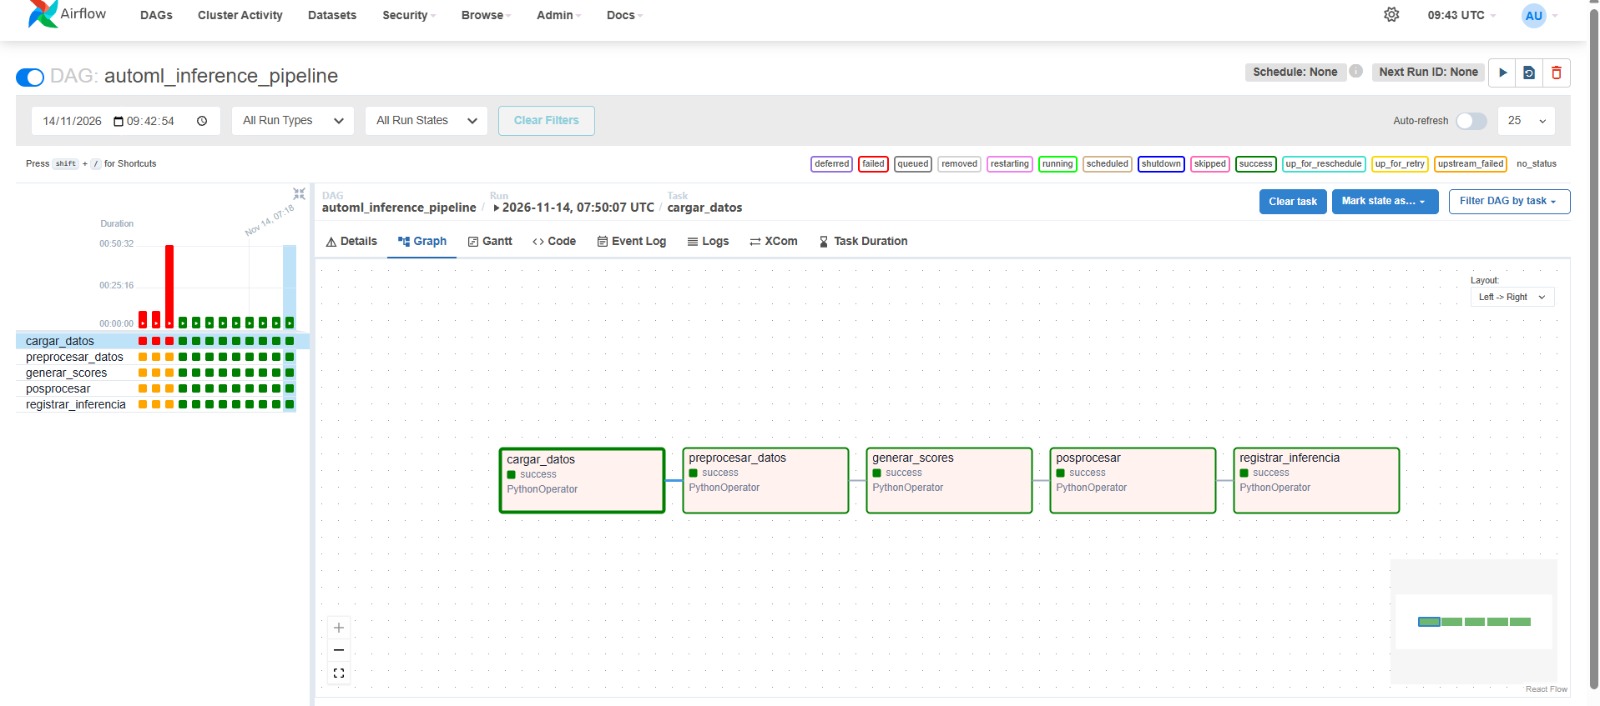 Airflow DAGs Cluster Activity Datasets Security Browse Admin Docs 09:43 UTC AU
DAG: automl_inference_pipeline Schedule: None i Next Run ID: None
14/11/2026 09:42:54 All Run Types All Run States Clear Filters Auto-refresh 25
Press shift + / for Shortcuts deferred failed queued removed restarting running scheduled shutdown skipped success up_for_reschedule up_for_retry upstream_failed no_status
DAG Run Task
automl_inference_pipeline / 2026-11-14, 07:50:07 UTC / cargar_datos Clear task Mark state as... Filter DAG by task
Details Graph Gantt <> Code Event Log Logs XCom Task Duration
Nov 14, 07:16
Duration
00:50:32
00:25:16
00:00:00
cargar_datos
preprocesar_datos
generar_scores
posprocesar
registrar_inferencia
Layout:
Left -> Right
cargar_datos
success
PythonOperator
preprocesar_datos
success
PythonOperator
generar_scores
success
PythonOperator
posprocesar
success
PythonOperator
registrar_inferencia
success
PythonOperator
React Flow